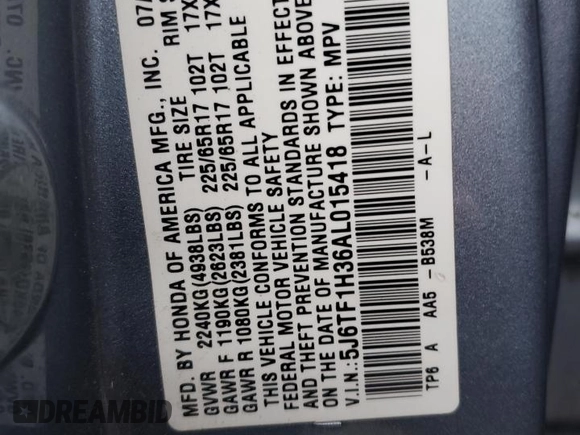 MFD. BY HONDA OF AMERICA MFG., INC. 07/
TIRE SIZE RIM S
GVWR 2240KG(4938LBS)
GAWR F 1190KG(2623LBS) 225/65R17 102T 17X
GAWR R 1080KG(2381LBS) 225/65R17 102T 17X
THIS VEHICLE CONFORMS TO ALL APPLICABLE
FEDERAL MOTOR VEHICLE SAFETY
AND THEFT PREVENTION STANDARDS IN EFFECT
ON THE DATE OF MANUFACTURE SHOWN ABOVE
V.I.N.: 5J6TF1H36AL015418 TYPE: MPV
TP6 A AA5 - B538M -A-L
DREAMBID